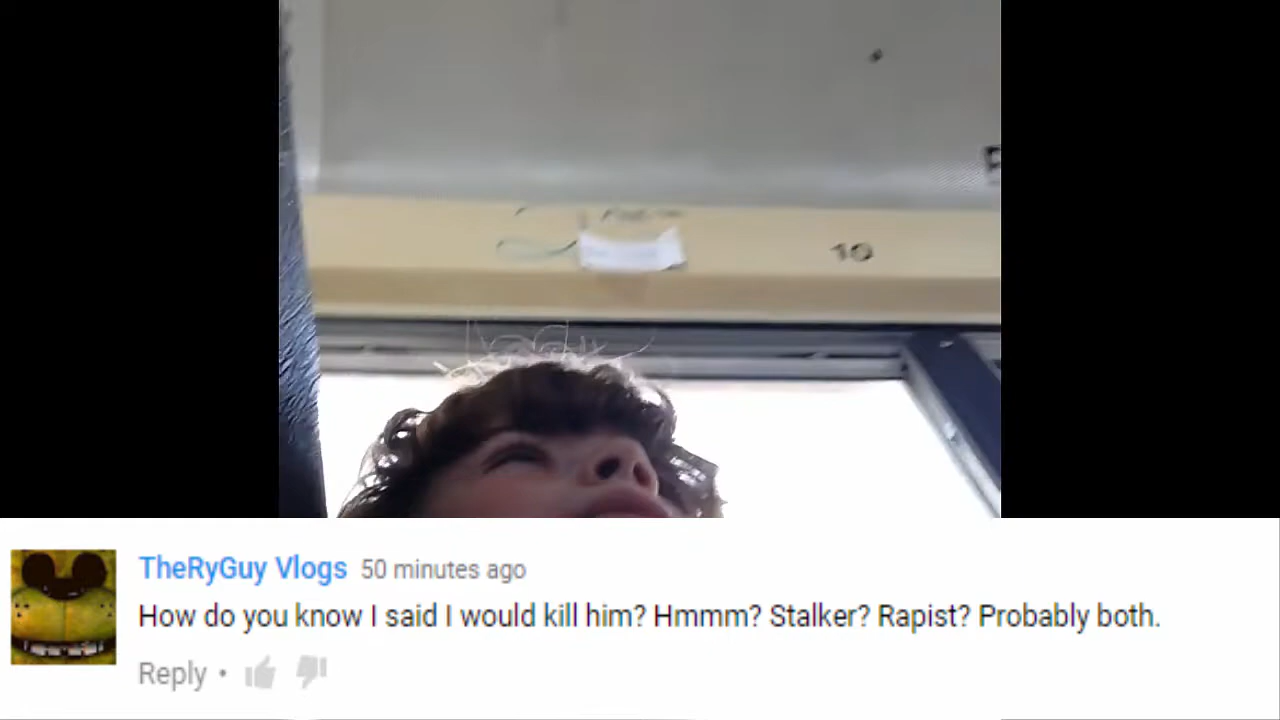 10
TheRyGuy Vlogs 50 minutes ago
How do you know I said I would kill him? Hmmm? Stalker? Rapist? Probably both.
Reply •